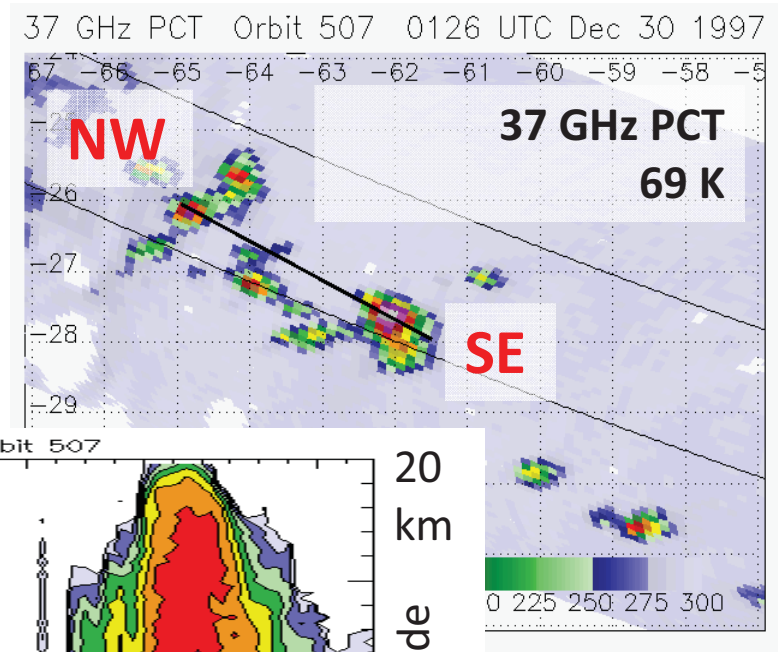 37 GHz PCT Orbit 507 0126 UTC Dec 30 1997
67 -66 -65 -64 -63 -62 -61 -60 -59 -58 -5
NW
37 GHz PCT
69 K
-26
-27
-28
SE
-29
bit 507
20
km
de
0 225 250 275 300